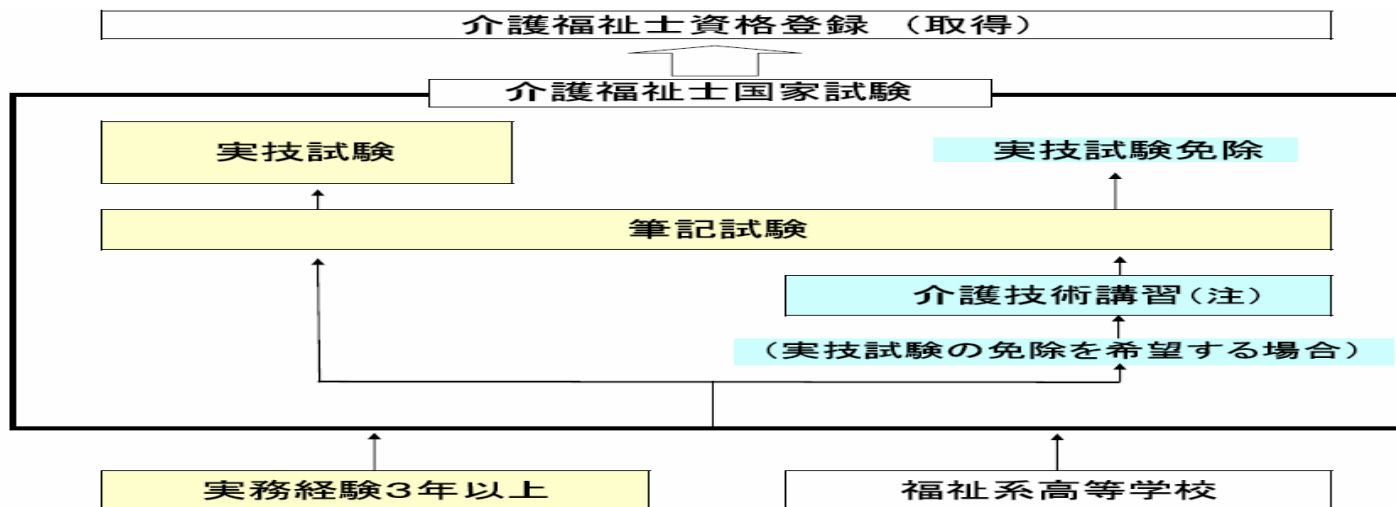 介護福祉士資格登録（取得）
介護福祉士国家試験
実技試験
実技試験免除
筆記試験
介護技術講習（注）
（実技試験の免除を希望する場合）
実務経験3年以上
福祉系高等学校